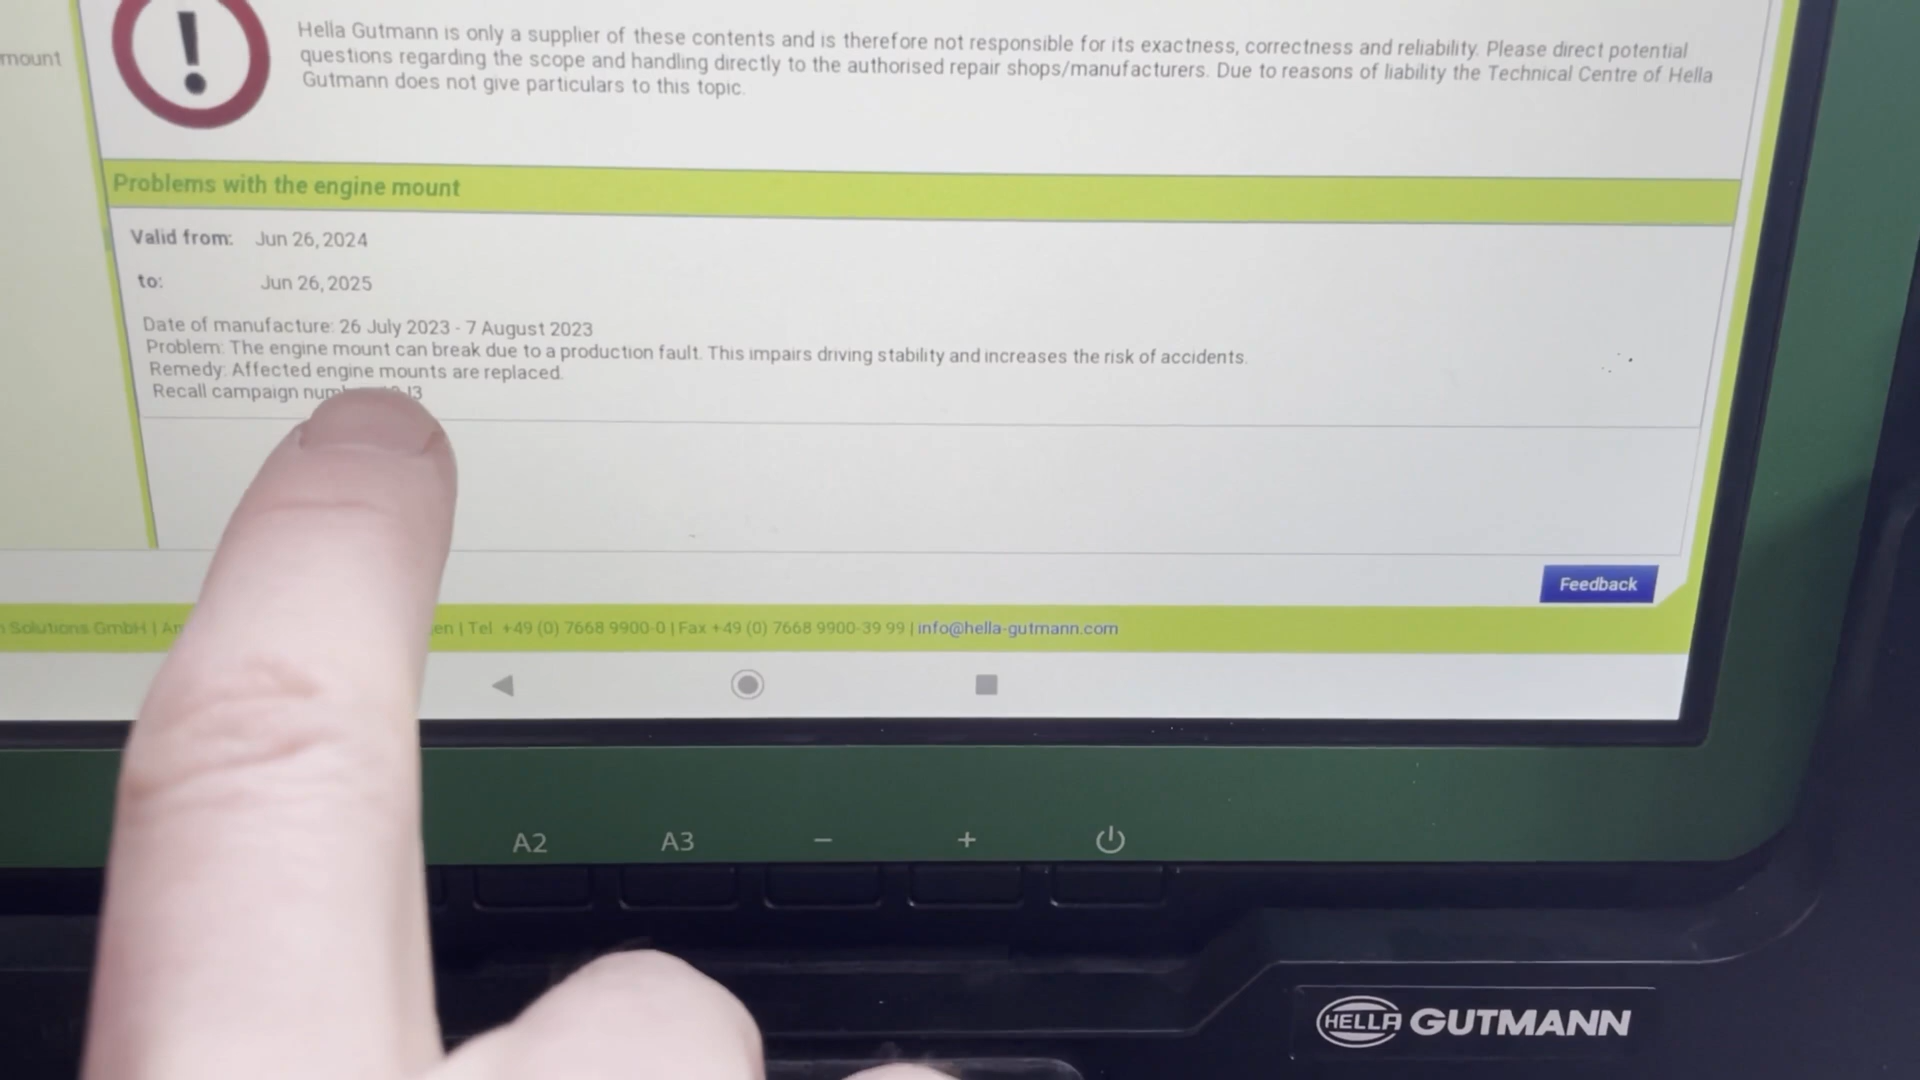 mount
Hella Gutmann is only a supplier of these contents and is therefore not responsible for its exactness, correctness and reliability. Please direct potential
questions regarding the scope and handling directly to the authorised repair shops/manufacturers. Due to reasons of liability the Technical Centre of Hella
Gutmann does not give particulars to this topic.
Problems with the engine mount
Valid from: Jun 26, 2024
to: Jun 26, 2025
Date of manufacture: 26 July 2023 - 7 August 2023
Problem: The engine mount can break due to a production fault. This impairs driving stability and increases the risk of accidents.
Remedy: Affected engine mounts are replaced.
Recall campaign
Feedback
Solutions GmbH | en | Tel. +49 (0) 7668 9900-0 | Fax +49 (0) 7668 9900-39 99 | info@hella-gutmann.com
A2 A3 − +
HELLA GUTMANN